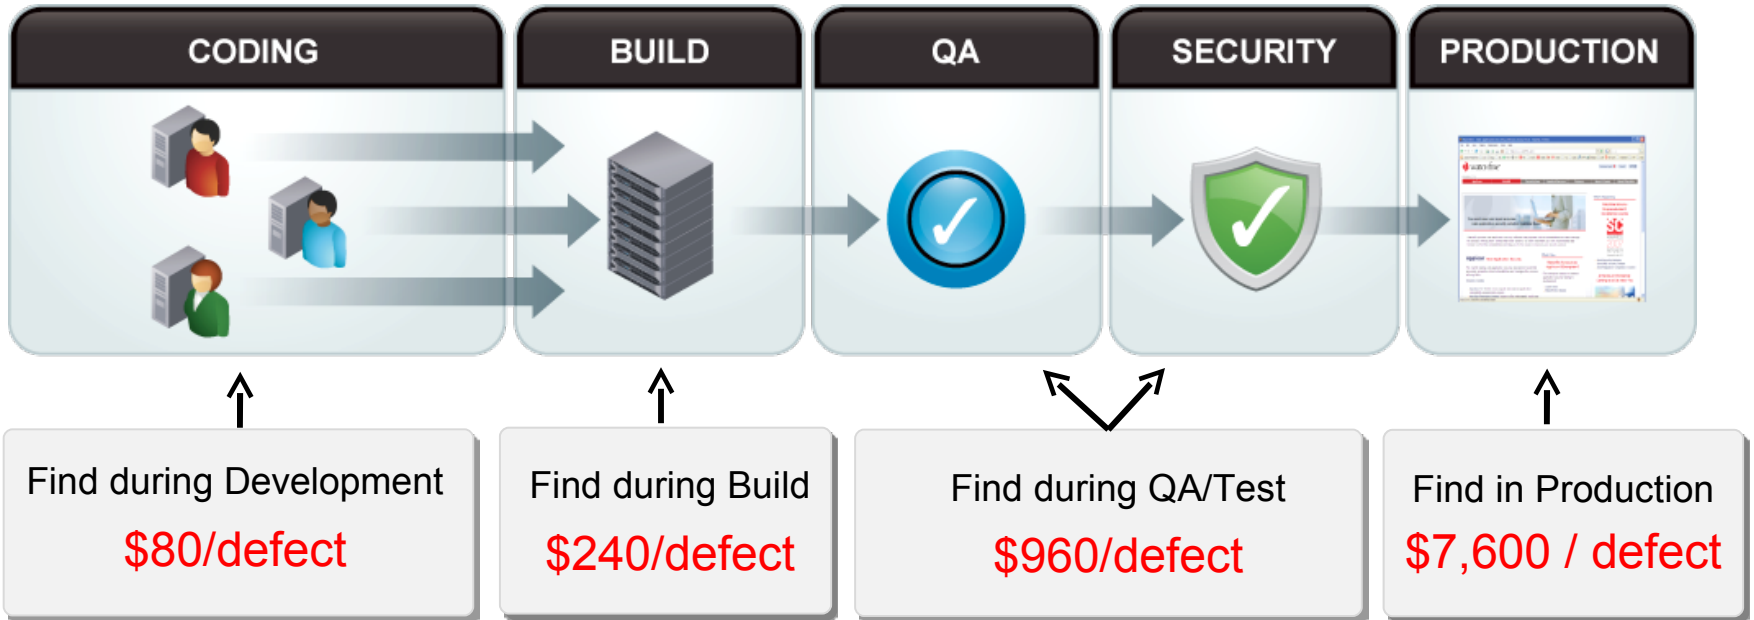 CODING
BUILD
QA
SECURITY
PRODUCTION
Find during Development
$80/defect
Find during Build
$240/defect
Find during QA/Test
$960/defect
Find in Production
$7,600 / defect